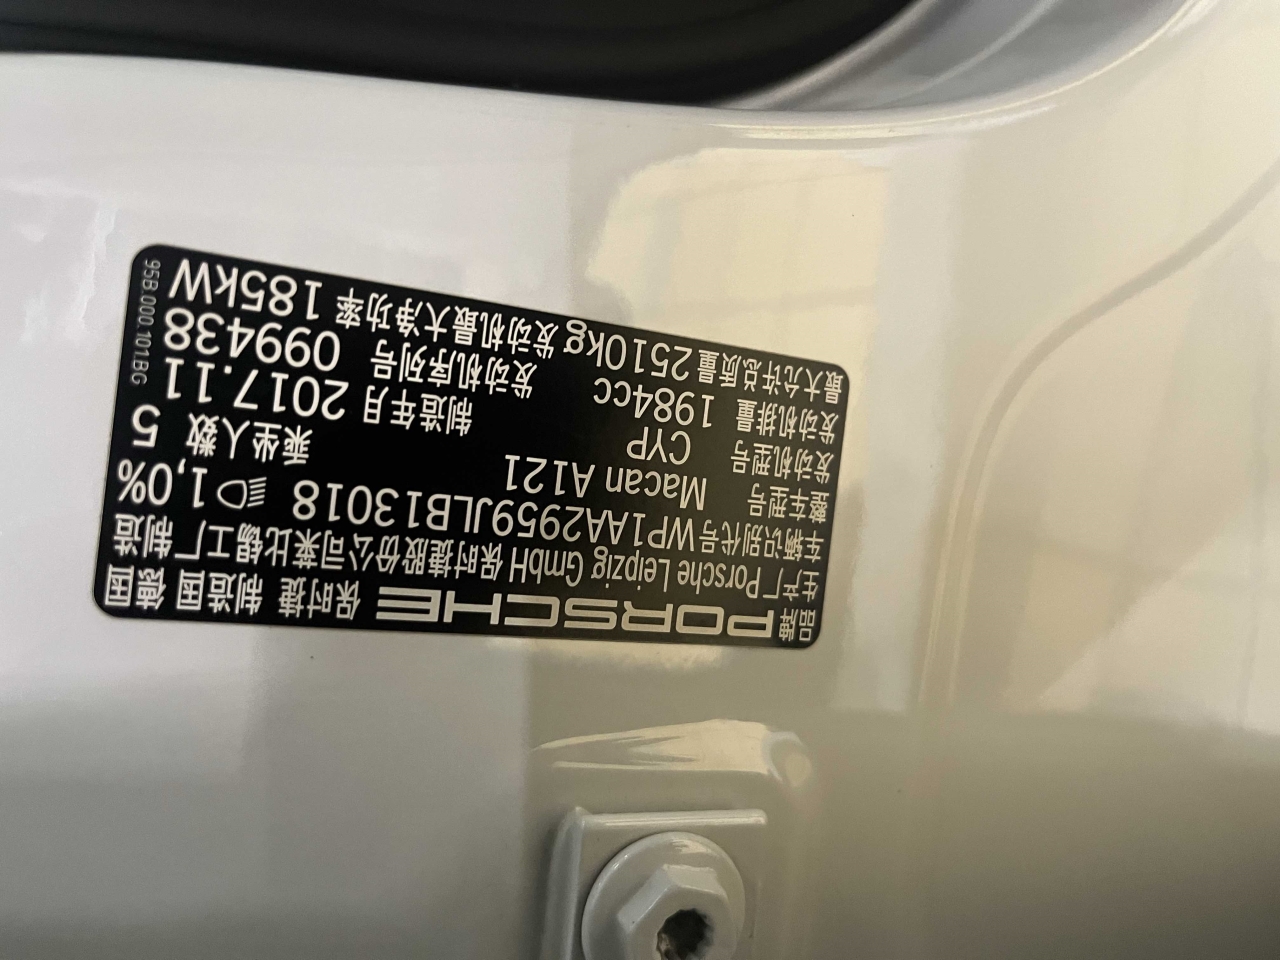 品牌 PORSCHE 保时捷 制造国 德国
生产厂 Porsche Leipzig GmbH 保时捷股份公司莱比锡工厂制造
车辆识别代号 WP1AA2959JLB13018 1,0%
整车型号 Macan A121 乘坐人数 5
发动机型号 CYP 制造年月 2017.11
发动机排量 1984cc 发动机序列号 099438
最大允许总质量 2510kg 发动机最大净功率 185kW
95B.000.101.BG